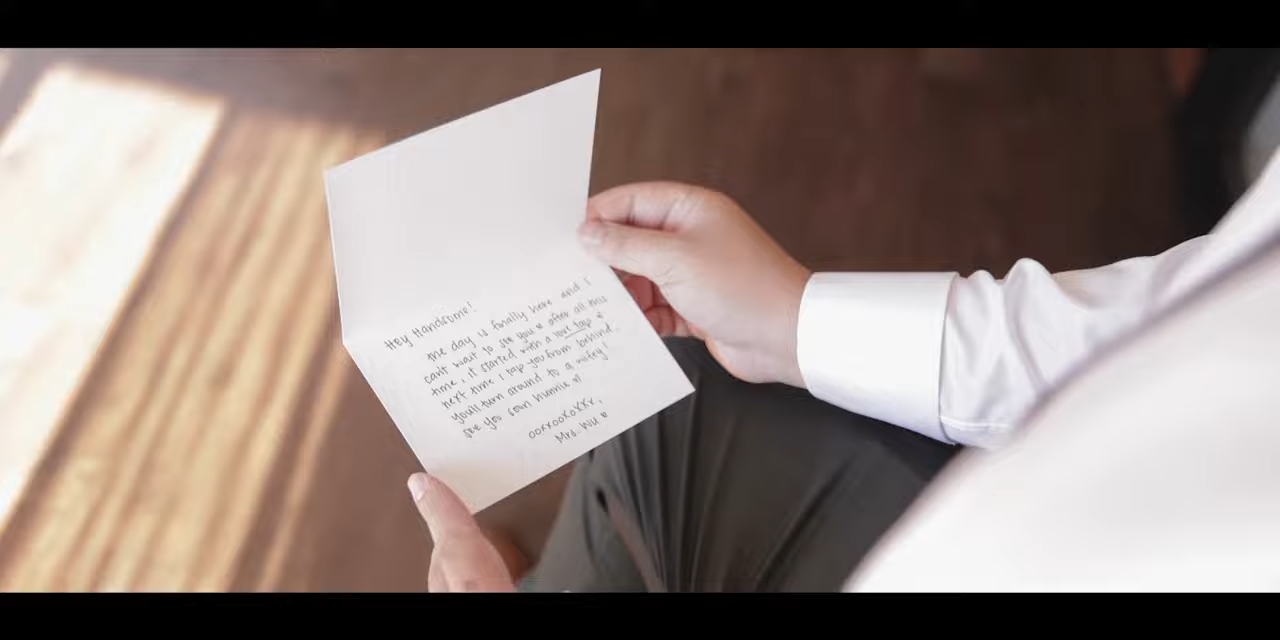 Hey Handsome!
the day is finally here and I
can't wait to see you ♥ after all this
time, it started with a love tap &
next time I tap you from behind,
you'll turn around to a wifey!
see you soon hunnie ♥!
ooxxooxoxxx,
Mrs. Wu ♥